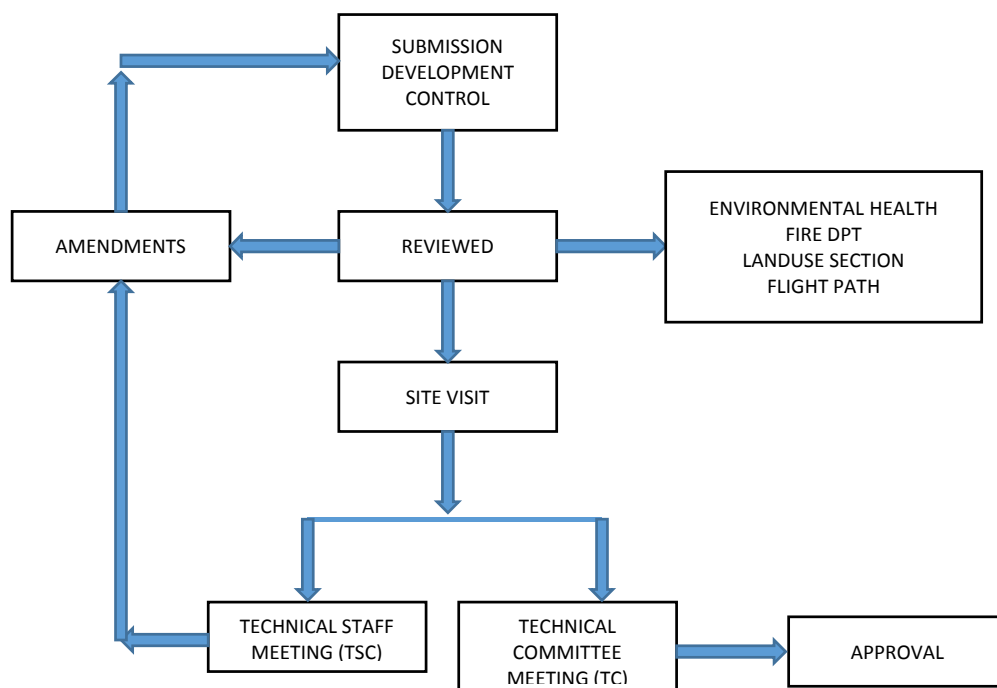 SUBMISSION
DEVELOPMENT
CONTROL
ENVIRONMENTAL HEALTH
FIRE DPT
LANDUSE SECTION
FLIGHT PATH
AMENDMENTS
REVIEWED
SITE VISIT
TECHNICAL STAFF
MEETING (TSC)
TECHNICAL
COMMITTEE
MEETING (TC)
APPROVAL